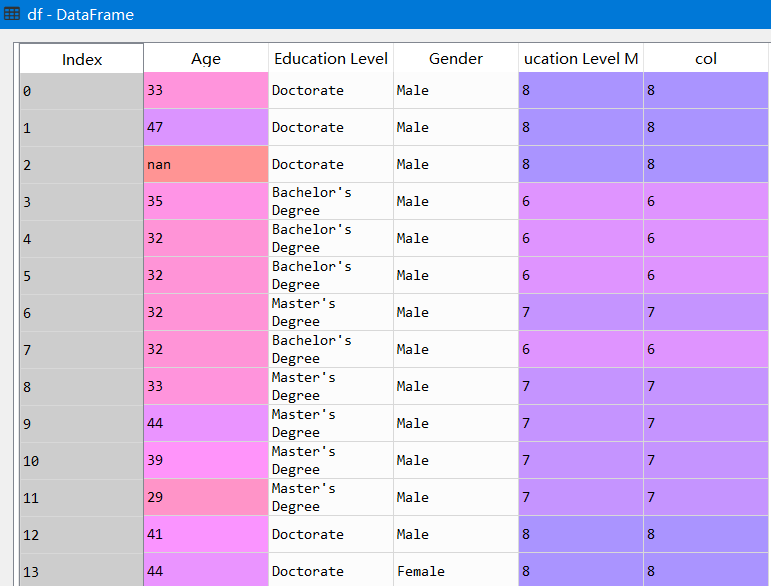 df - DataFrame
Index Age Education Level Gender ucation Level M col
0 33 Doctorate Male 8 8
1 47 Doctorate Male 8 8
2 nan Doctorate Male 8 8
3 35 Bachelor's Degree Male 6 6
4 32 Bachelor's Degree Male 6 6
5 32 Bachelor's Degree Male 6 6
6 32 Master's Degree Male 7 7
7 32 Bachelor's Degree Male 6 6
8 33 Master's Degree Male 7 7
9 44 Master's Degree Male 7 7
10 39 Master's Degree Male 7 7
11 29 Master's Degree Male 7 7
12 41 Doctorate Male 8 8
13 44 Doctorate Female 8 8